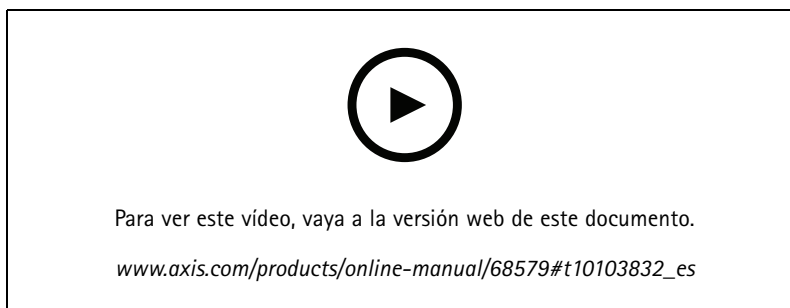 Para ver este vídeo, vaya a la versión web de este documento.
www.axis.com/products/online-manual/68579#t10103832_es